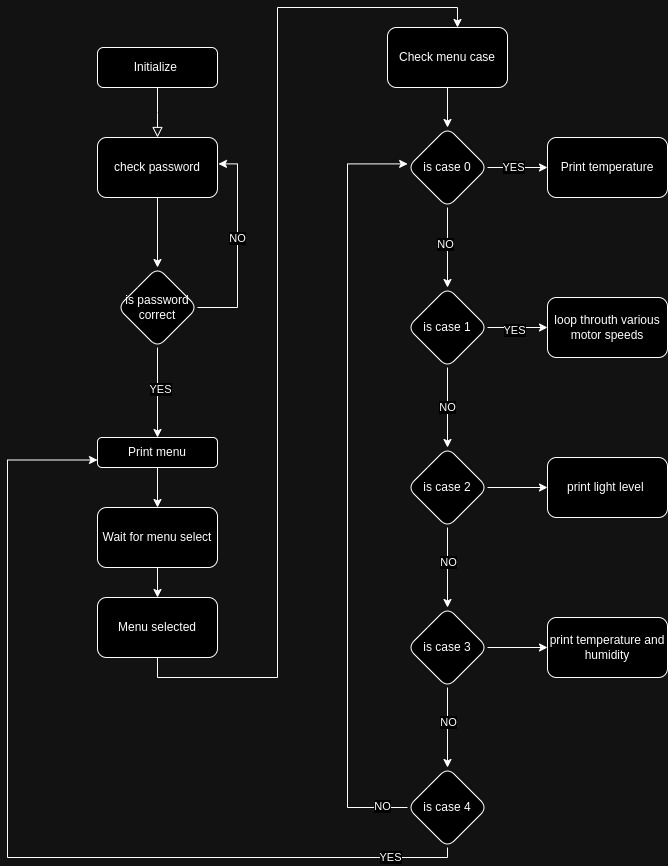 Initialize
check password
NO
is password
correct
YES
Print menu
Wait for menu select
Menu selected
Check menu case
is case 0
YES
Print temperature
NO
is case 1
YES
loop throuth various
motor speeds
NO
is case 2
print light level
NO
is case 3
print temperature and
humidity
NO
is case 4
NO
YES